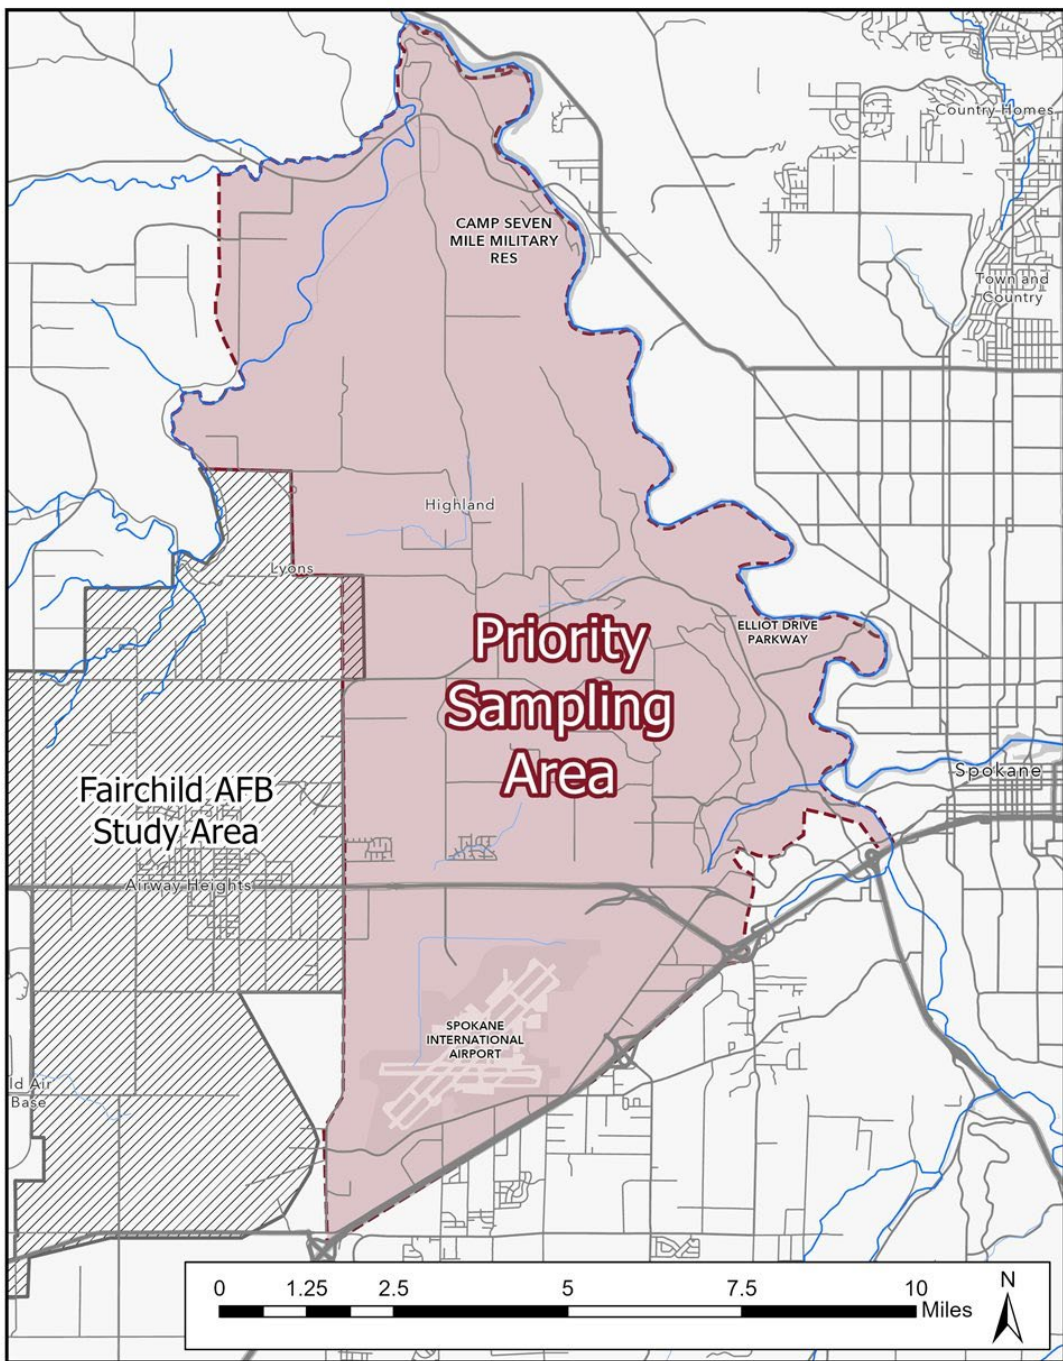 Country Homes
CAMP SEVEN
MILE MILITARY
RES
Town and
Country
Highland
Lyons
Priority
Sampling
Area
ELLIOT DRIVE
PARKWAY
Spokane
Fairchild AFB
Study Area
Airway Heights
SPOKANE
INTERNATIONAL
AIRPORT
ld Air
Base
0 1.25 2.5 5 7.5 10
Miles
N